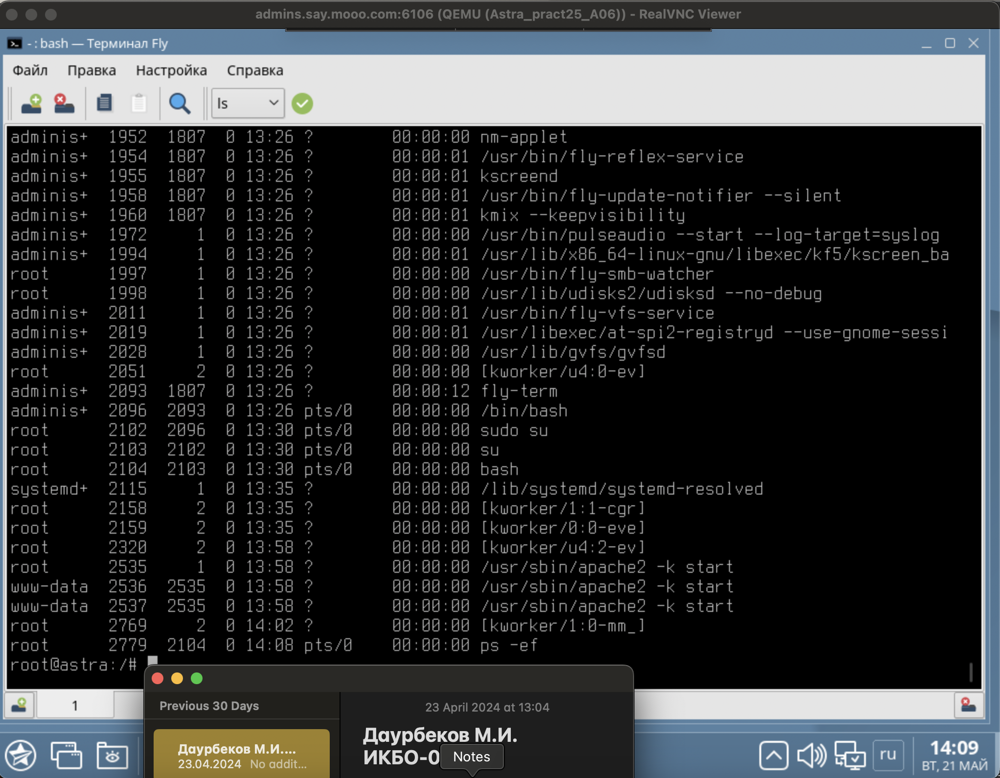 admins.say.mooo.com:6106 (QEMU (Astra_pract25_A06)) - RealVNC Viewer
- : bash — Терминал Fly
Файл Правка Настройка Справка
ls
adminis+ 1952 1807 0 13:26 ? 00:00:00 nm-applet
adminis+ 1954 1807 0 13:26 ? 00:00:01 /usr/bin/fly-reflex-service
adminis+ 1955 1807 0 13:26 ? 00:00:01 kscreend
adminis+ 1958 1807 0 13:26 ? 00:00:01 /usr/bin/fly-update-notifier --silent
adminis+ 1960 1807 0 13:26 ? 00:00:01 kmix --keepvisibility
adminis+ 1972 1 0 13:26 ? 00:00:00 /usr/bin/pulseaudio --start --log-target=syslog
adminis+ 1994 1 0 13:26 ? 00:00:01 /usr/lib/x86_64-linux-gnu/libexec/kf5/kscreen_ba
root 1997 1 0 13:26 ? 00:00:00 /usr/bin/fly-smb-watcher
root 1998 1 0 13:26 ? 00:00:00 /usr/lib/udisks2/udisksd --no-debug
adminis+ 2011 1 0 13:26 ? 00:00:01 /usr/bin/fly-vfs-service
adminis+ 2019 1 0 13:26 ? 00:00:01 /usr/libexec/at-spi2-registryd --use-gnome-sessi
adminis+ 2028 1 0 13:26 ? 00:00:00 /usr/lib/gvfs/gvfsd
root 2051 2 0 13:26 ? 00:00:00 [kworker/u4:0-ev]
adminis+ 2093 1807 0 13:26 ? 00:00:12 fly-term
adminis+ 2096 2093 0 13:26 pts/0 00:00:00 /bin/bash
root 2102 2096 0 13:30 pts/0 00:00:00 sudo su
root 2103 2102 0 13:30 pts/0 00:00:00 su
root 2104 2103 0 13:30 pts/0 00:00:00 bash
systemd+ 2115 1 0 13:35 ? 00:00:00 /lib/systemd/systemd-resolved
root 2158 2 0 13:35 ? 00:00:00 [kworker/1:1-cgr]
root 2159 2 0 13:35 ? 00:00:00 [kworker/0:0-eve]
root 2320 2 0 13:58 ? 00:00:00 [kworker/u4:2-ev]
root 2535 1 0 13:58 ? 00:00:00 /usr/sbin/apache2 -k start
www-data 2536 2535 0 13:58 ? 00:00:00 /usr/sbin/apache2 -k start
www-data 2537 2535 0 13:58 ? 00:00:00 /usr/sbin/apache2 -k start
root 2769 2 0 14:02 ? 00:00:00 [kworker/1:0-mm_]
root 2779 2104 0 14:08 pts/0 00:00:00 ps -ef
root@astra:/#
1
Previous 30 Days
Даурбеков М.И....
23.04.2024 No addit...
23 April 2024 at 13:04
Даурбеков М.И.
ИКБО-0
Notes
ru
14:09
ВТ, 21 МАЙ